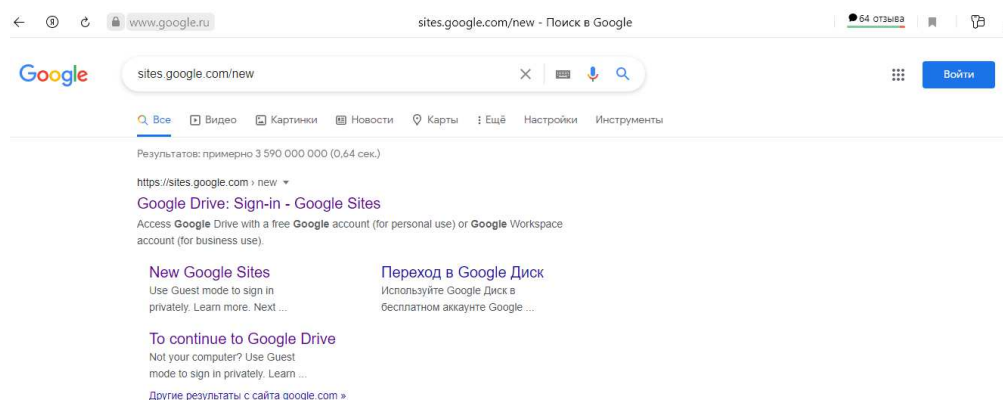 Я www.google.ru sites.google.com/new - Поиск в Google 64 отзыва
Google sites.google.com/new Войти
Все Видео Картинки Новости Карты Ещё Настройки Инструменты
Результатов: примерно 3 590 000 000 (0,64 сек.)
https://sites.google.com › new
Google Drive: Sign-in - Google Sites
Access Google Drive with a free Google account (for personal use) or Google Workspace
account (for business use).
New Google Sites
Use Guest mode to sign in
privately. Learn more. Next ...
Переход в Google Диск
Используйте Google Диск в
бесплатном аккаунте Google ...
To continue to Google Drive
Not your computer? Use Guest
mode to sign in privately. Learn ...
Другие результаты с сайта google.com »